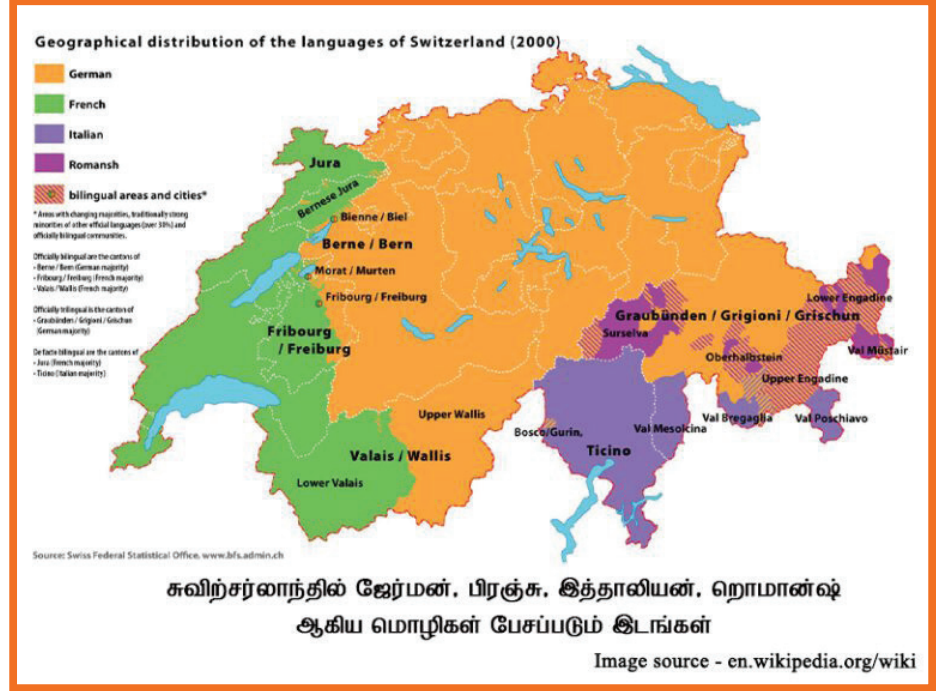 Geographical distribution of the languages of Switzerland (2000)
German
French
Italian
Romansh
bilingual areas and cities*
* Areas with changing majorities, traditionally strong
minorities of other official languages (over 30%) and
officially bilingual communities.
Officially bilingual are the cantons of
- Berne / Bern (German majority)
- Fribourg / Freiburg (French majority)
- Valais / Wallis (French majority)
Officially trilingual is the canton of
- Graubünden / Grigioni / Grischun
(German majority)
De facto bilingual are the cantons of
- Jura (French majority)
- Ticino (Italian majority)
Jura
Bernese Jura
Bienne / Biel
Berne / Bern
Morat / Murten
Fribourg / Freiburg
Fribourg
/ Freiburg
Lower Engadine
Graubünden / Grigioni / Grischun
Surselva
Val Müstair
Oberhalbstein
Upper Engadine
Upper Wallis
Val Bregaglia
Val Poschiavo
Bosco/Gurin,
Val Mesolcina
Ticino
Valais / Wallis
Lower Valais
Source: Swiss Federal Statistical Office, www.bfs.admin.ch
சுவிற்சர்லாந்தில் ஜேர்மன், பிரஞ்சு, இத்தாலியன், றொமான்ஷ்
ஆகிய மொழிகள் பேசப்படும் இடங்கள்
Image source - en.wikipedia.org/wiki